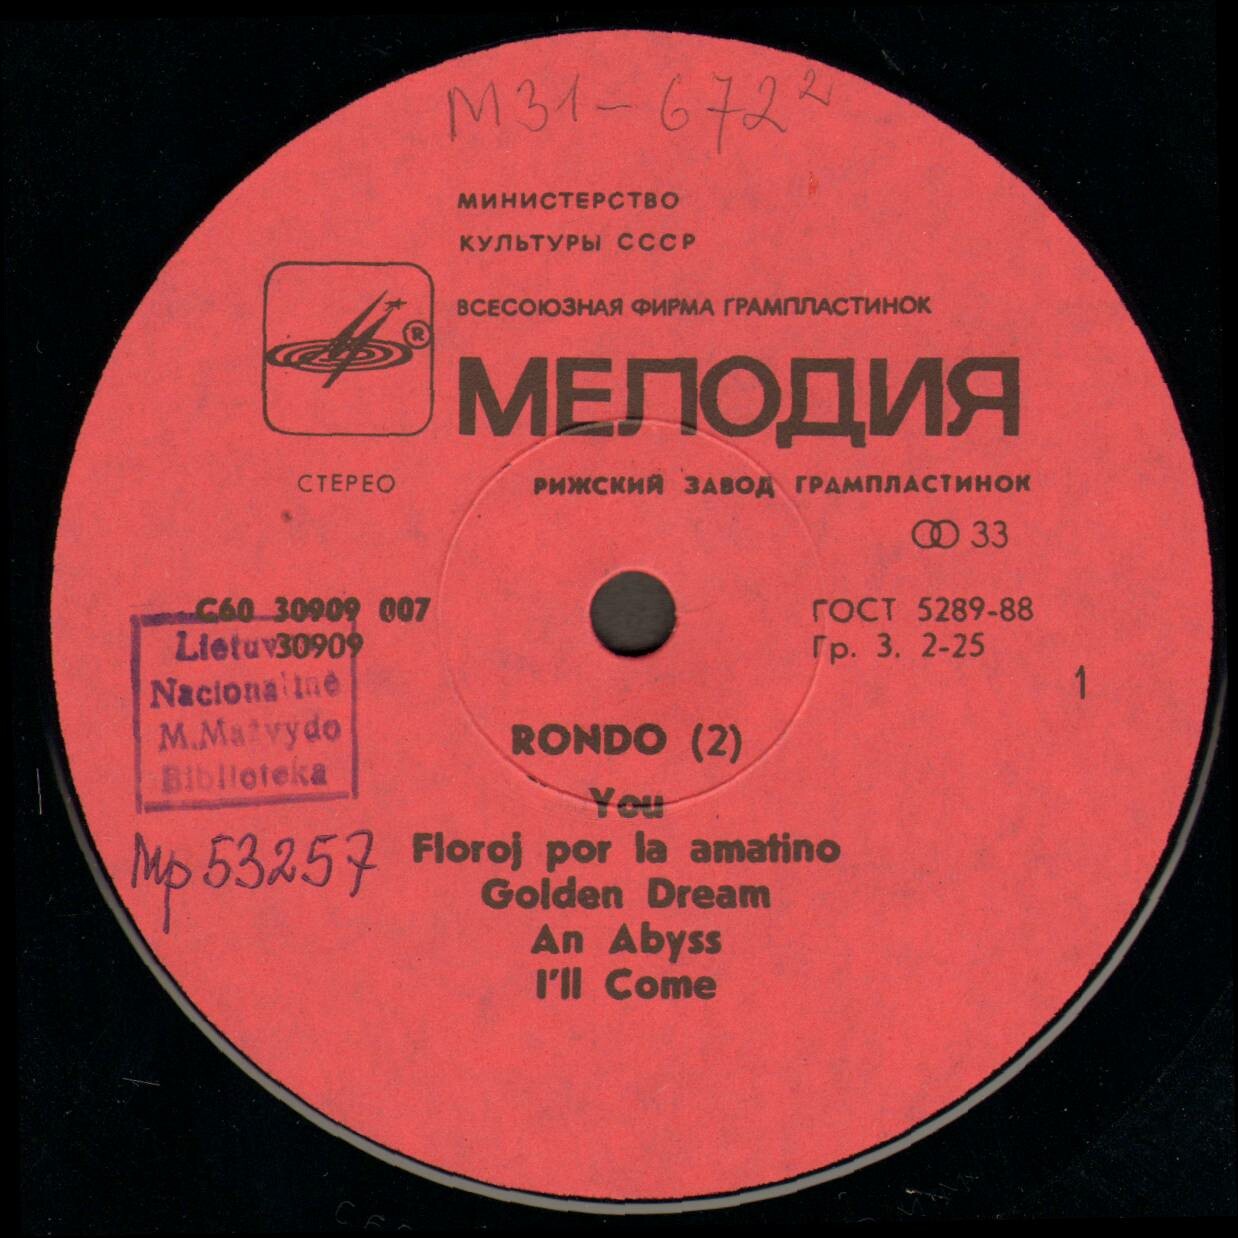 М31-672²
МИНИСТЕРСТВО
КУЛЬТУРЫ СССР
ВСЕСОЮЗНАЯ ФИРМА ГРАМПЛАСТИНОК
®
МЕЛОДИЯ
СТЕРЕО
РИЖСКИЙ ЗАВОД ГРАМПЛАСТИНОК
33
С60 30909 007
30909
ГОСТ 5289-88
Гр. 3. 2-25
1
Lietuv
Nacionalinė
M.Mažvydo
Biblioteka
Mp 53257
RONDO (2)
You
Floroj por la amatino
Golden Dream
An Abyss
I'll Come